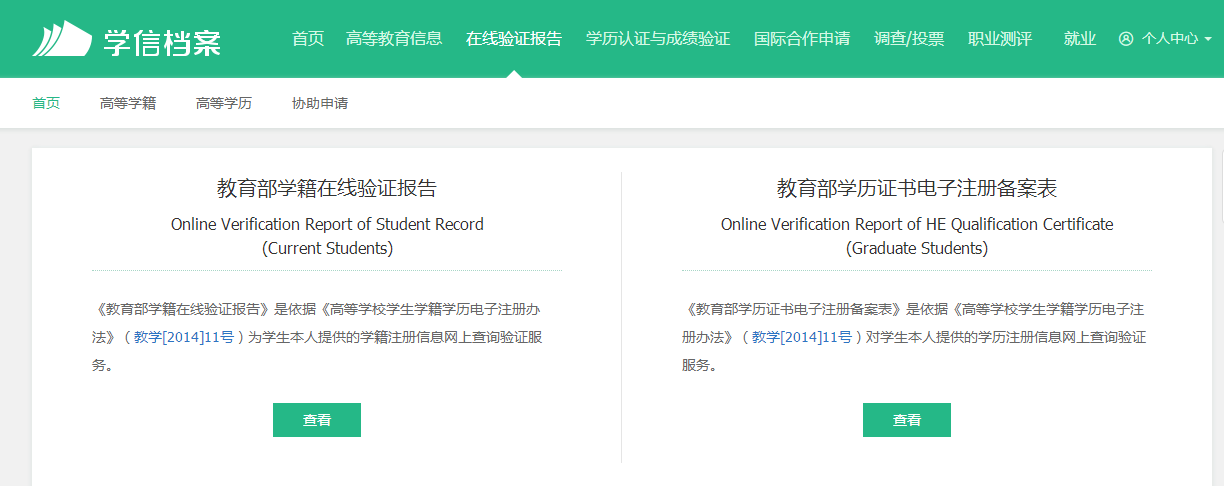 学信档案
首页 高等教育信息 在线验证报告 学历认证与成绩验证 国际合作申请 调查/投票 职业测评 就业 个人中心
首页 高等学籍 高等学历 协助申请
教育部学籍在线验证报告
Online Verification Report of Student Record
(Current Students)
《教育部学籍在线验证报告》是依据《高等学校学生学籍学历电子注册办
法》（教学[2014]11号）为学生本人提供的学籍注册信息网上查询验证服
务。
查看
教育部学历证书电子注册备案表
Online Verification Report of HE Qualification Certificate
(Graduate Students)
《教育部学历证书电子注册备案表》是依据《高等学校学生学籍学历电子注
册办法》（教学[2014]11号）对学生本人提供的学历注册信息网上查询验证
服务。
查看